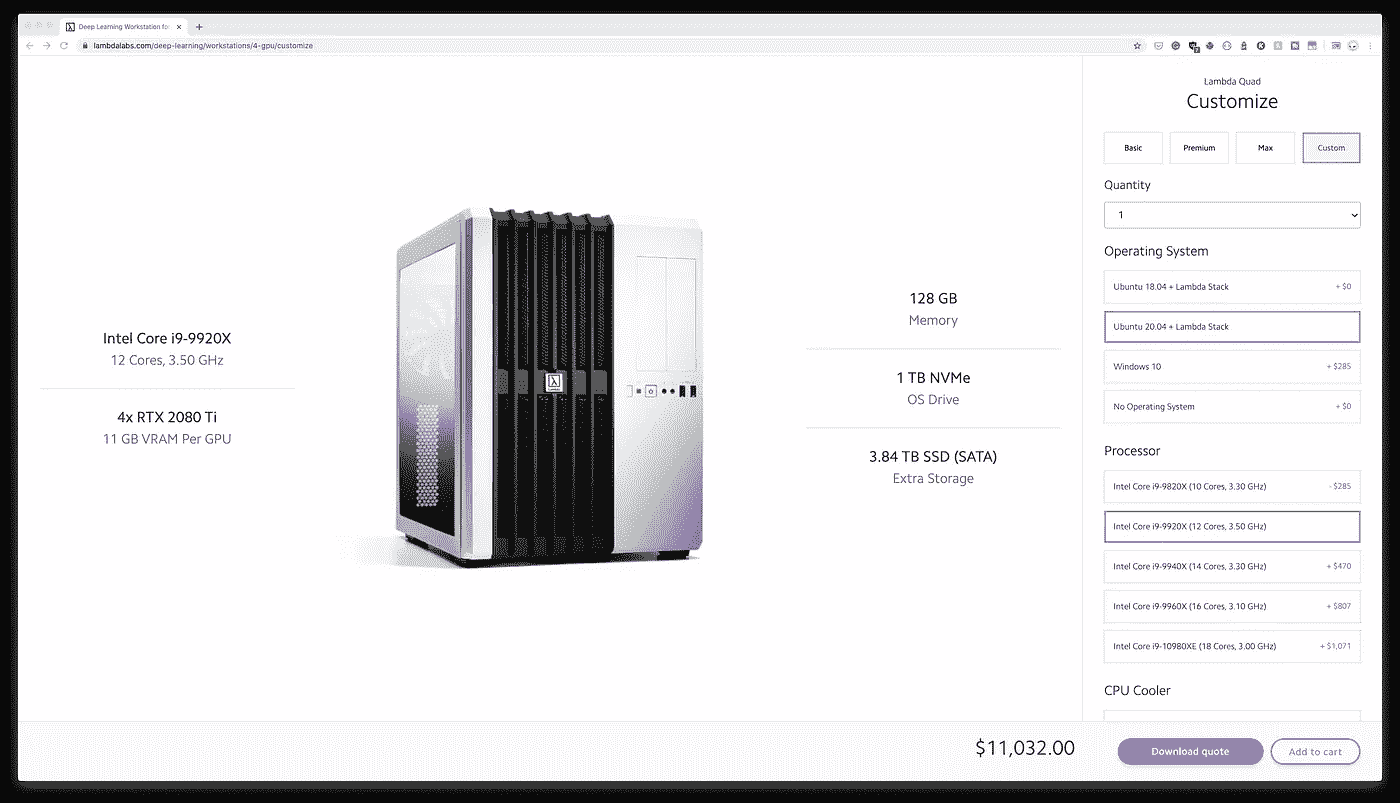 Deep Learning Workstation for
lambdalabs.com/deep-learning/workstations/4-gpu/customize
Intel Core i9-9920X
12 Cores, 3.50 GHz
4x RTX 2080 Ti
11 GB VRAM Per GPU
128 GB
Memory
1 TB NVMe
OS Drive
3.84 TB SSD (SATA)
Extra Storage
Lambda Quad
Customize
Basic Premium Max Custom
Quantity
1
Operating System
Ubuntu 18.04 + Lambda Stack + $0
Ubuntu 20.04 + Lambda Stack
Windows 10 + $285
No Operating System + $0
Processor
Intel Core i9-9820X (10 Cores, 3.30 GHz) - $285
Intel Core i9-9920X (12 Cores, 3.50 GHz)
Intel Core i9-9940X (14 Cores, 3.30 GHz) + $470
Intel Core i9-9960X (16 Cores, 3.10 GHz) + $807
Intel Core i9-10980XE (18 Cores, 3.00 GHz) + $1,071
CPU Cooler
$11,032.00 Download quote Add to cart